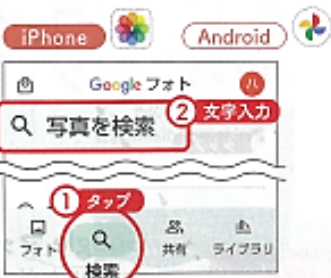 iPhone
Android
Google フォト
八
写真を検索
② 文字入力
① タップ
フォト
検索
共有
ライブラリ